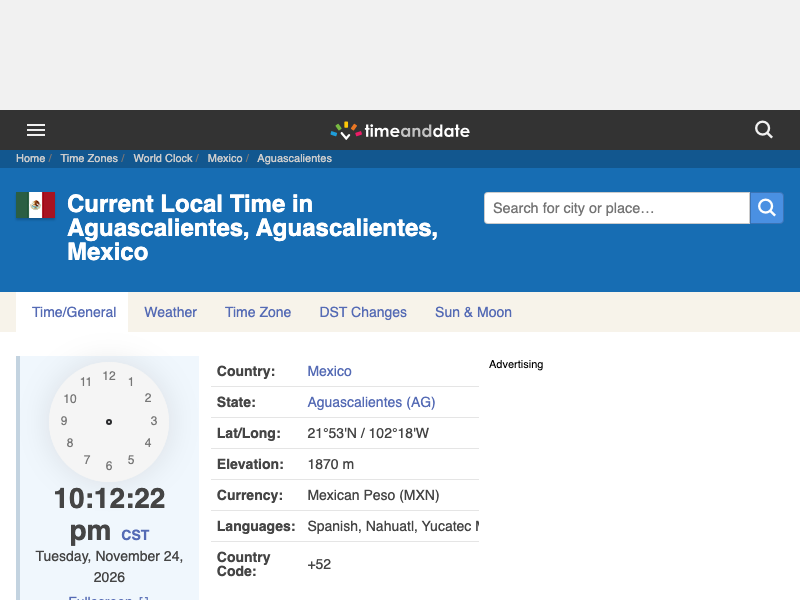 timeanddate
Home / Time Zones / World Clock / Mexico / Aguascalientes
Current Local Time in
Aguascalientes, Aguascalientes,
Mexico
Search for city or place…
Time/General Weather Time Zone DST Changes Sun & Moon
12
11 1
10 2
9 3
8 4
7 5
6
10:12:22
pm CST
Tuesday, November 24,
2026
Fullscreen
Country: Mexico
State: Aguascalientes (AG)
Lat/Long: 21°53'N / 102°18'W
Elevation: 1870 m
Currency: Mexican Peso (MXN)
Languages: Spanish, Nahuatl, Yucatec
Country
Code: +52
Advertising